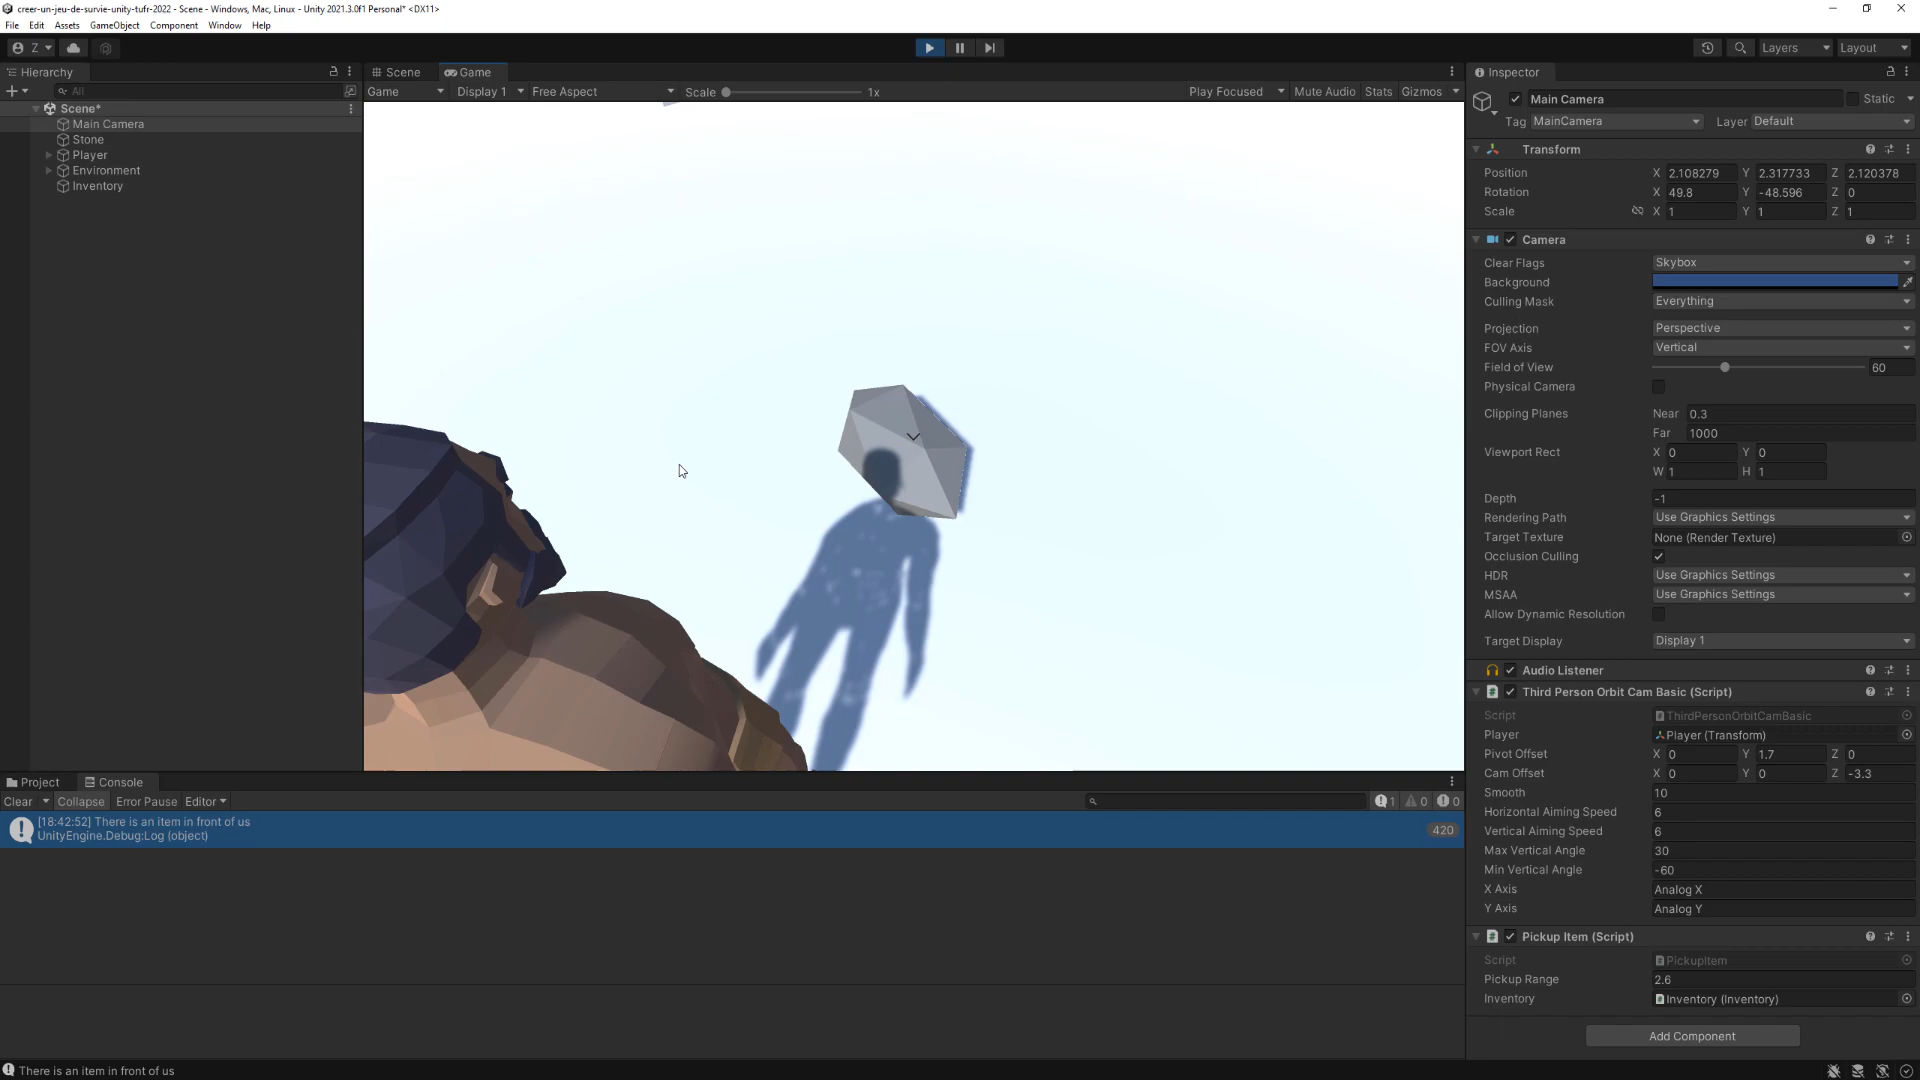 creer-un-jeu-de-survie-unity-tufr-2022 - Scene - Windows, Mac, Linux - Unity 2021.3.0f1 Personal* <DX11>
File Edit Assets GameObject Component Window Help
Z Layers Layout
Hierarchy Scene Game Inspector
All Game Display 1 Free Aspect Scale 1x Play Focused Mute Audio Stats Gizmos
Scene*
Main Camera
Stone
Player
Environment
Inventory
Main Camera Static
Tag MainCamera Layer Default
Transform
Position X 2.108279 Y 2.317733 Z 2.120378
Rotation X 49.8 Y -48.596 Z 0
Scale X 1 Y 1 Z 1
Camera
Clear Flags Skybox
Background
Culling Mask Everything
Projection Perspective
FOV Axis Vertical
Field of View 60
Physical Camera
Clipping Planes Near 0.3
Far 1000
Viewport Rect X 0 Y 0
W 1 H 1
Depth -1
Rendering Path Use Graphics Settings
Target Texture None (Render Texture)
Occlusion Culling
HDR Use Graphics Settings
MSAA Use Graphics Settings
Allow Dynamic Resolution
Target Display Display 1
Audio Listener
Third Person Orbit Cam Basic (Script)
Script ThirdPersonOrbitCamBasic
Player Player (Transform)
Pivot Offset X 0 Y 1.7 Z 0
Cam Offset X 0 Y 0 Z -3.3
Smooth 10
Horizontal Aiming Speed 6
Vertical Aiming Speed 6
Max Vertical Angle 30
Min Vertical Angle -60
X Axis Analog X
Y Axis Analog Y
Pickup Item (Script)
Script PickupItem
Pickup Range 2.6
Inventory Inventory (Inventory)
Add Component
Project Console
Clear Collapse Error Pause Editor 1 0 0
[18:42:52] There is an item in front of us
UnityEngine.Debug:Log (object)
420
There is an item in front of us